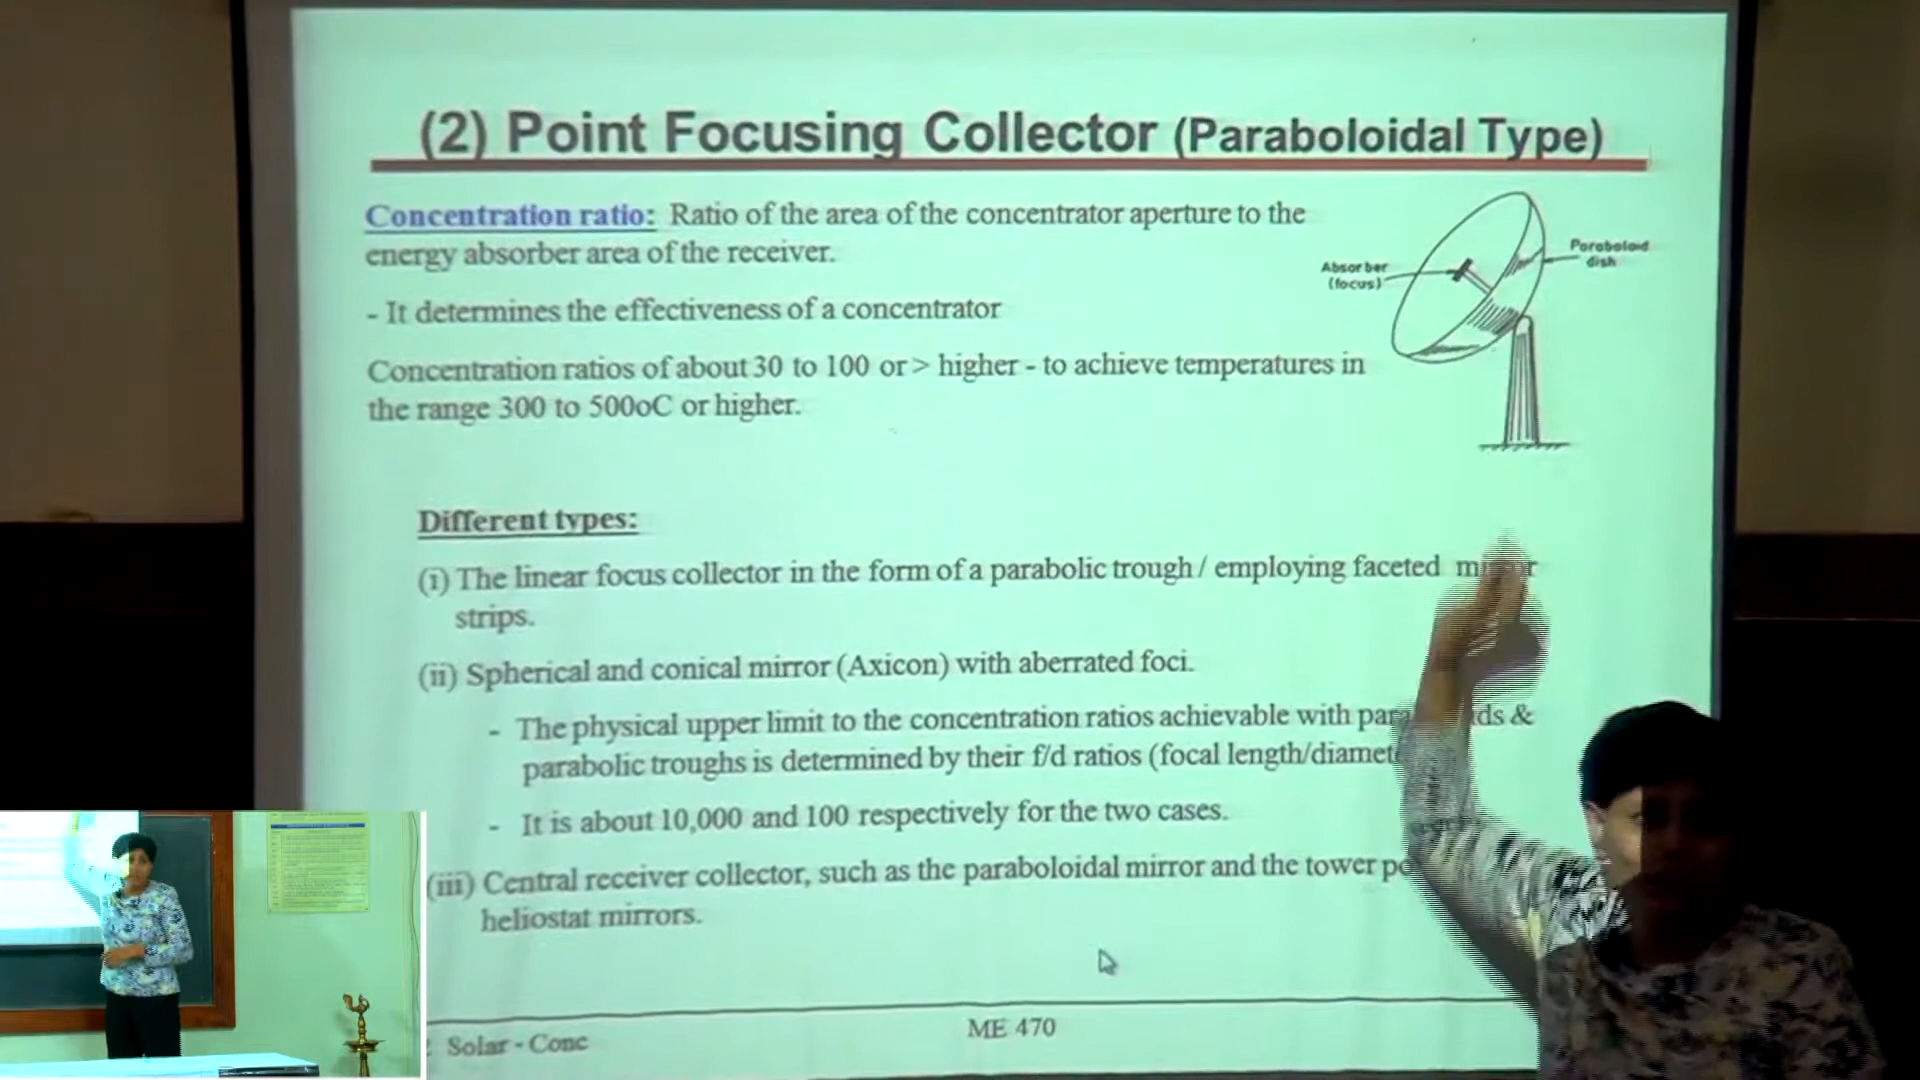 (2) Point Focusing Collector (Paraboloidal Type)
Concentration ratio: Ratio of the area of the concentrator aperture to the
energy absorber area of the receiver.
- It determines the effectiveness of a concentrator
Concentration ratios of about 30 to 100 or > higher - to achieve temperatures in
the range 300 to 500oC or higher.
Absorber
(focus)
Paraboloid
dish
Different types:
(i) The linear focus collector in the form of a parabolic trough / employing faceted mirror
strips.
(ii) Spherical and conical mirror (Axicon) with aberrated foci.
- The physical upper limit to the concentration ratios achievable with &
parabolic troughs is determined by their f/d ratios (focal length/
- It is about 10,000 and 100 respectively for the two cases.
(iii) Central receiver collector, such as the paraboloidal mirror and the tower
heliostat mirrors.
Solar - Conc
ME 470